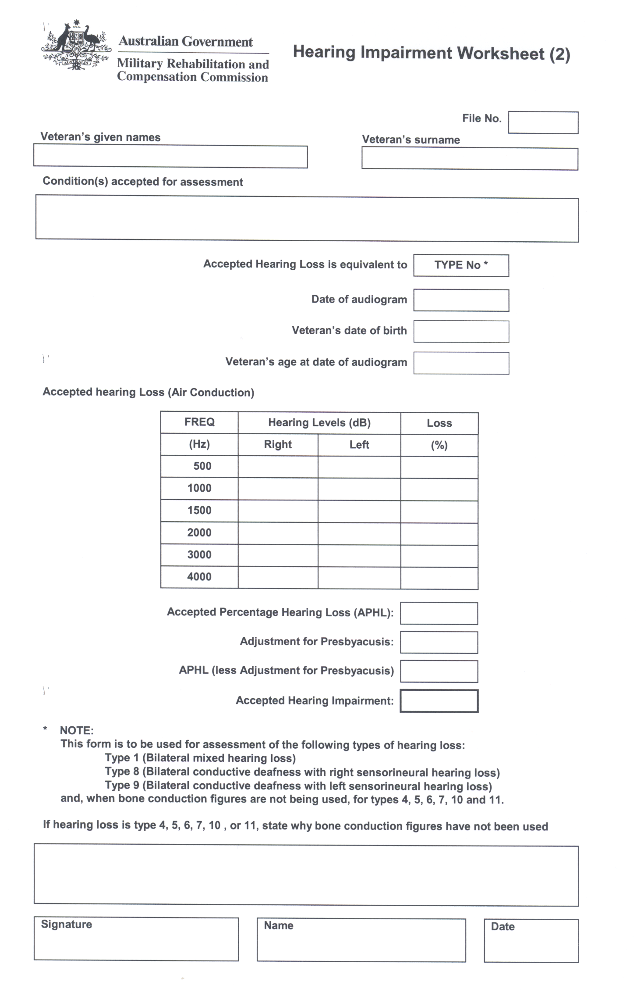 Australian Government
Military Rehabilitation and
Compensation Commission
Hearing Impairment Worksheet (2)
File No.
Veteran's given names
Veteran's surname
Condition(s) accepted for assessment
Accepted Hearing Loss is equivalent to TYPE No *
Date of audiogram
Veteran's date of birth
Veteran's age at date of audiogram
Accepted hearing Loss (Air Conduction)
FREQ Hearing Levels (dB) Loss
(Hz) Right Left (%)
500
1000
1500
2000
3000
4000
Accepted Percentage Hearing Loss (APHL):
Adjustment for Presbyacusis:
APHL (less Adjustment for Presbyacusis)
Accepted Hearing Impairment:
* NOTE:
This form is to be used for assessment of the following types of hearing loss:
Type 1 (Bilateral mixed hearing loss)
Type 8 (Bilateral conductive deafness with right sensorineural hearing loss)
Type 9 (Bilateral conductive deafness with left sensorineural hearing loss)
and, when bone conduction figures are not being used, for types 4, 5, 6, 7, 10 and 11.
If hearing loss is type 4, 5, 6, 7, 10 , or 11, state why bone conduction figures have not been used
Signature Name Date
AUSTRALIA